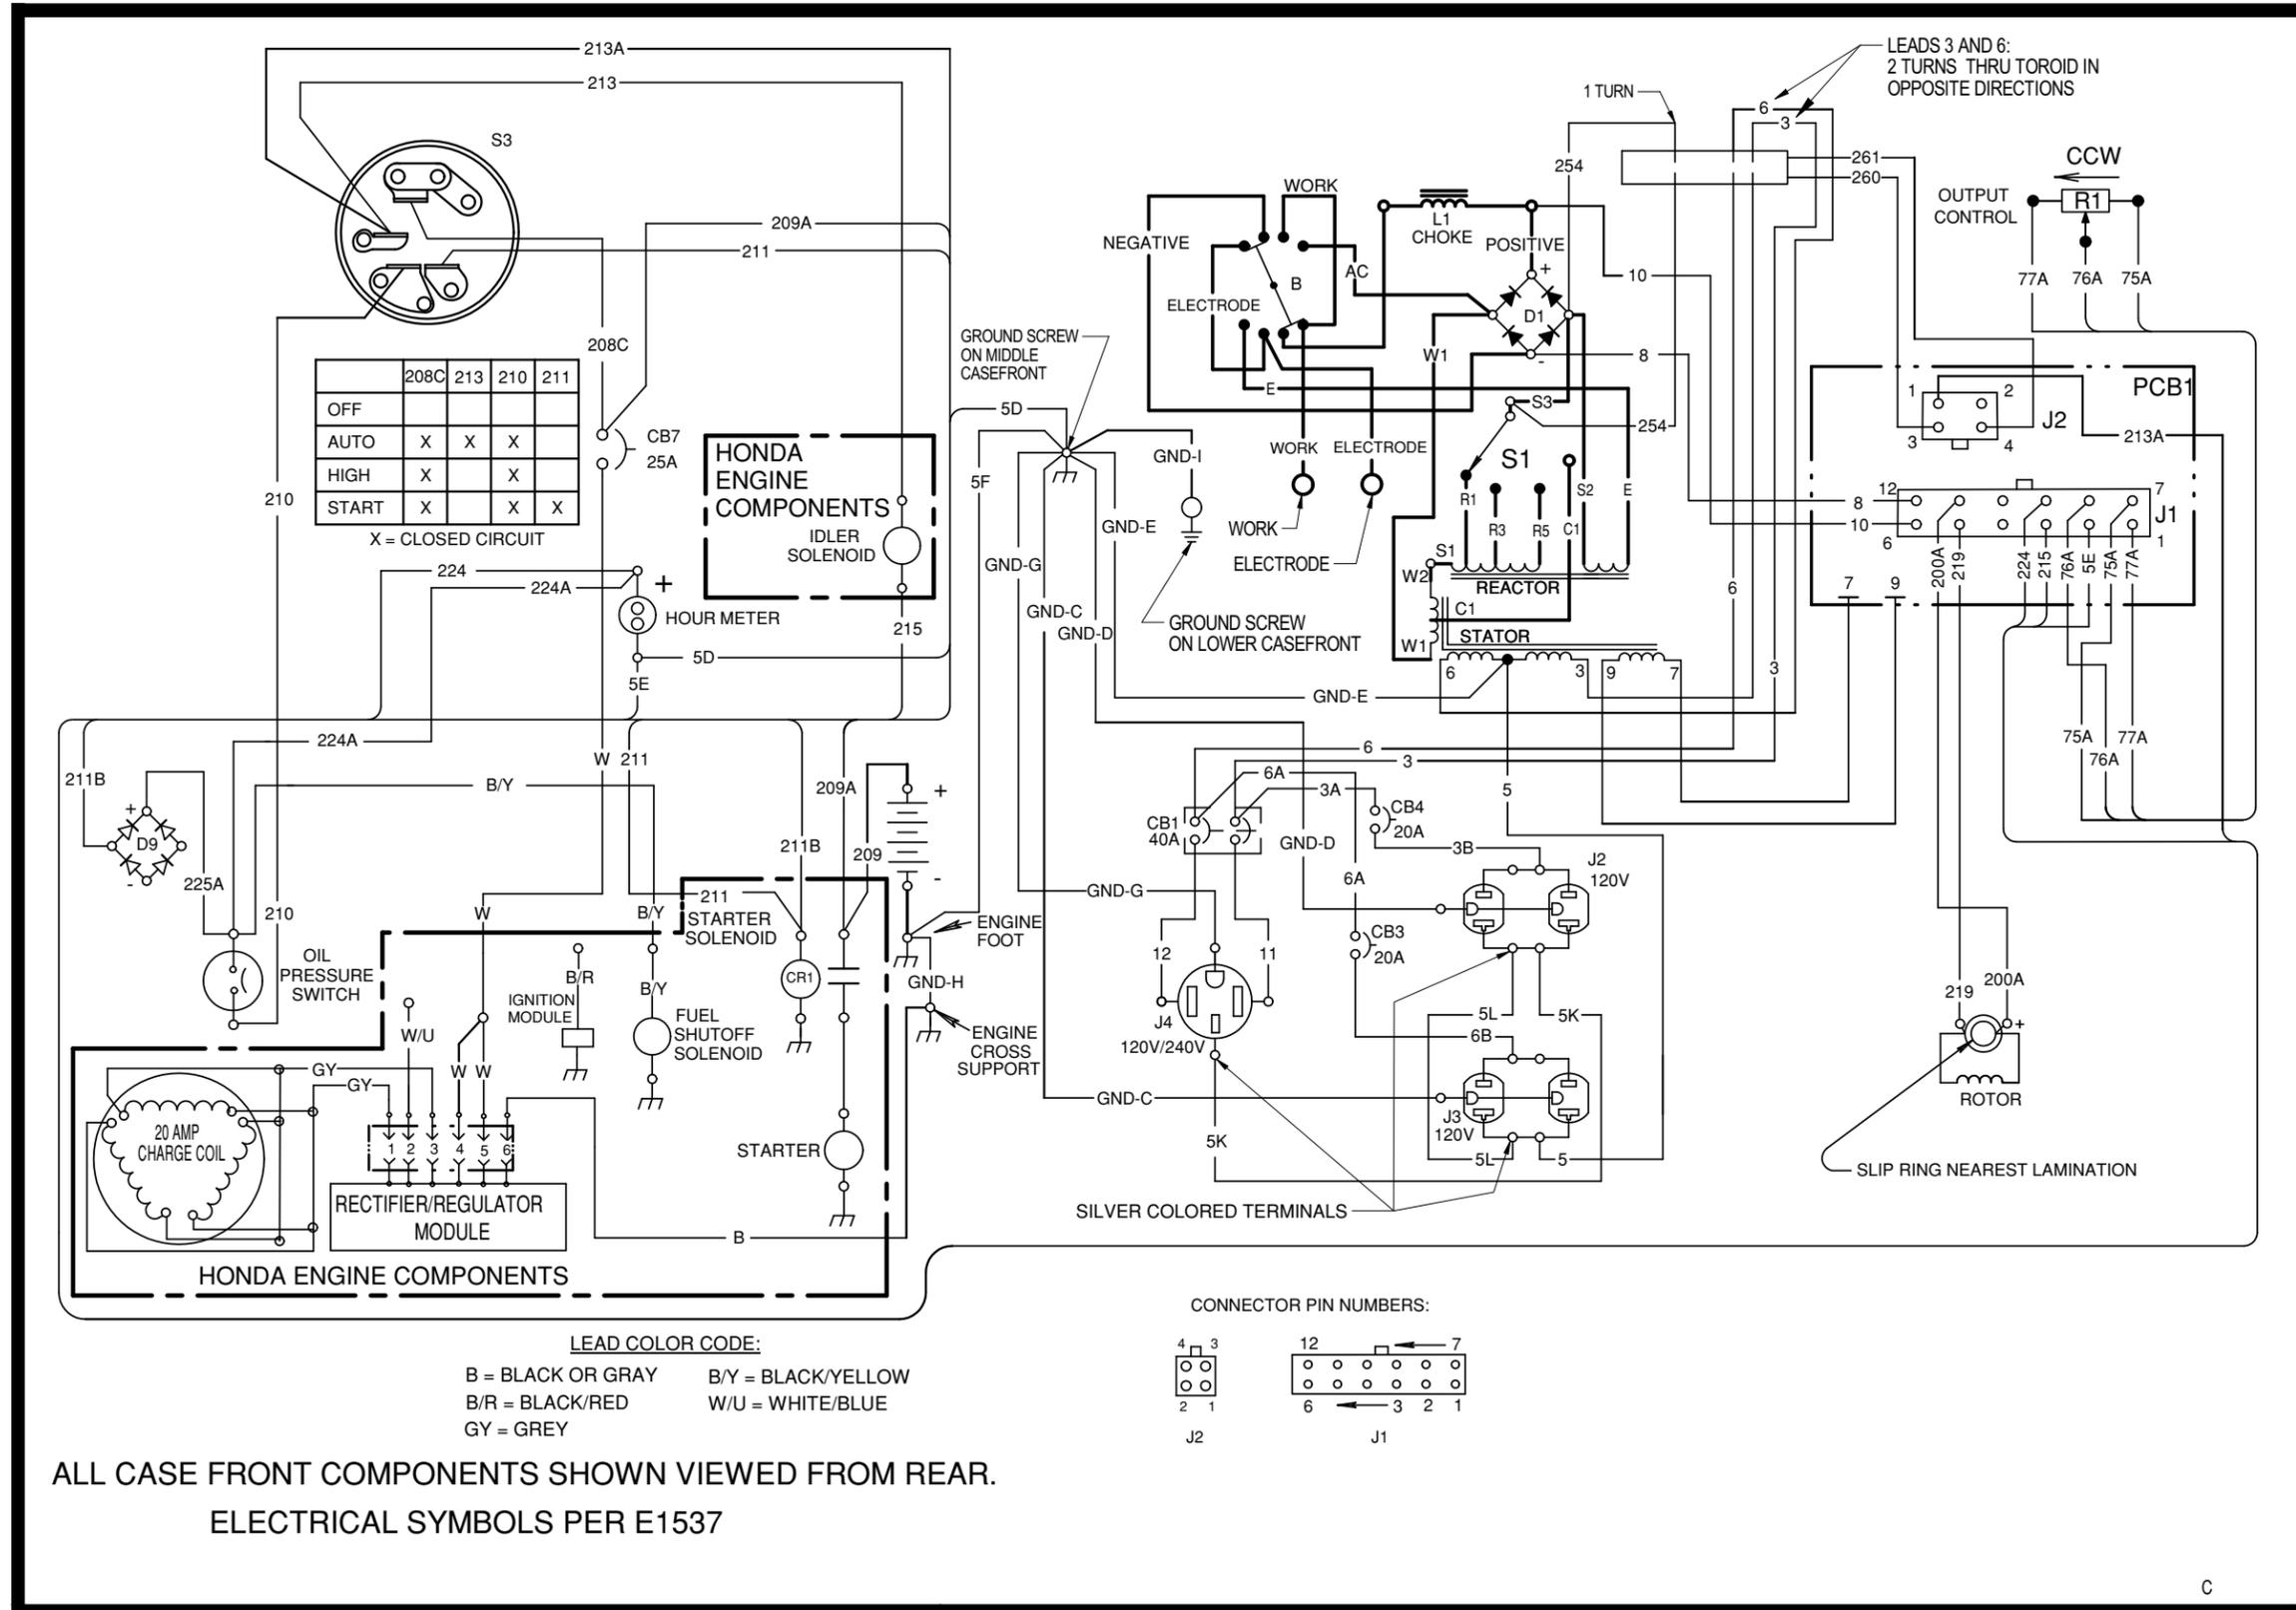 213A
213
S3
LEADS 3 AND 6:
2 TURNS THRU TOROID IN
OPPOSITE DIRECTIONS
1 TURN
6
3
254
261
260
CCW
OUTPUT
CONTROL
R1
77A
76A
75A
209A
211
208C
210
208C 213 210 211
OFF
AUTO X X X
HIGH X X
START X X X
X = CLOSED CIRCUIT
CB7
25A
HONDA
ENGINE
COMPONENTS
IDLER
SOLENOID
215
224
224A
+
HOUR METER
5D
5E
GROUND SCREW
ON MIDDLE
CASEFRONT
5D
5F
GND-I
GND-E
GND-G
GND-C
GND-D
GROUND SCREW
ON LOWER CASEFRONT
WORK
NEGATIVE
ELECTRODE
B
AC
L1
CHOKE
POSITIVE
+
D1
-
W1
E
WORK
ELECTRODE
WORK
ELECTRODE
10
8
S3
254
S1
R1
R3
R5
C1
S2
E
S1
W2
REACTOR
C1
STATOR
W1
6
3
9
7
GND-E
6
3
PCB1
1
2
J2
3
4
213A
12
7
8
10
J1
6
1
7
9
200A
219
224
215
76A
5E
75A
77A
75A
76A
77A
224A
211B
B/Y
W
211
+
D9
-
225A
210
OIL
PRESSURE
SWITCH
211B
209A
209
+
-
211
STARTER
SOLENOID
W
B/Y
ENGINE
FOOT
CR1
GND-H
B/R
IGNITION
MODULE
B/Y
FUEL
SHUTOFF
SOLENOID
W/U
W
W
ENGINE
CROSS
SUPPORT
GY
GY
20 AMP
CHARGE COIL
1 2 3 4 5 6
RECTIFIER/REGULATOR
MODULE
STARTER
B
HONDA ENGINE COMPONENTS
6
3
6A
3A
CB1
40A
CB4
20A
5
GND-D
3B
J2
120V
6A
GND-G
CB3
20A
12
11
J4
120V/240V
5L
5K
6B
GND-C
J3
120V
5K
5L
5
SILVER COLORED TERMINALS
219
200A
+
ROTOR
SLIP RING NEAREST LAMINATION
LEAD COLOR CODE:
B = BLACK OR GRAY
B/Y = BLACK/YELLOW
B/R = BLACK/RED
W/U = WHITE/BLUE
GY = GREY
CONNECTOR PIN NUMBERS:
4 3
2 1
J2
12 7
6 3 2 1
J1
ALL CASE FRONT COMPONENTS SHOWN VIEWED FROM REAR.
ELECTRICAL SYMBOLS PER E1537
C